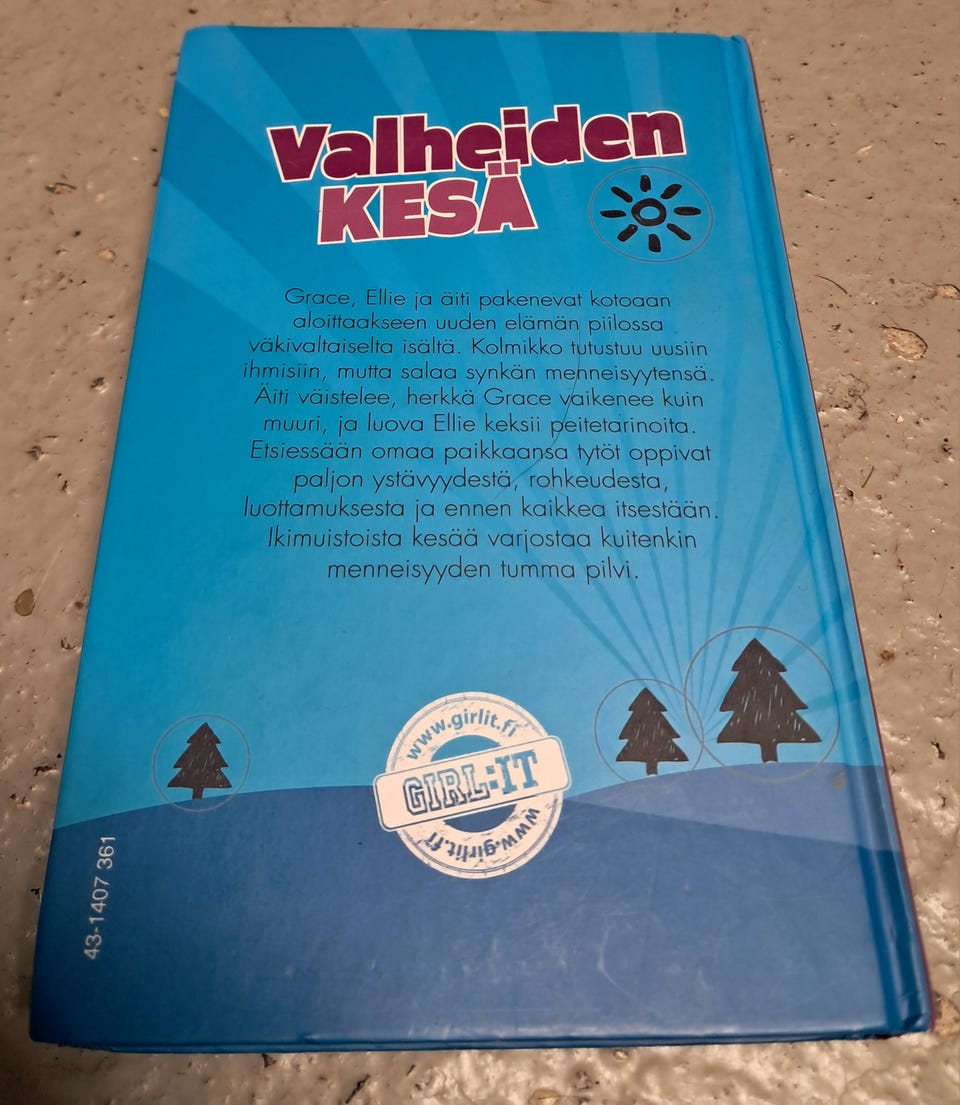 Valheiden
KESÄ
Grace, Ellie ja äiti pakenevat kotoaan
aloittaakseen uuden elämän piilossa
väkivaltaiselta isältä. Kolmikko tutustuu uusiin
ihmisiin, mutta salaa synkän menneisyytensä.
Äiti väistelee, herkkä Grace vaikenee kuin
muuri, ja luova Ellie keksii peitetarinoita.
Etsiessään omaa paikkaansa tytöt oppivat
paljon ystävyydestä, rohkeudesta,
luottamuksesta ja ennen kaikkea itsestään.
Ikimuistoista kesää varjostaa kuitenkin
menneisyyden tumma pilvi.
www.girlit.fi
GIRL:IT
www.girlit.fi
43-1407 361